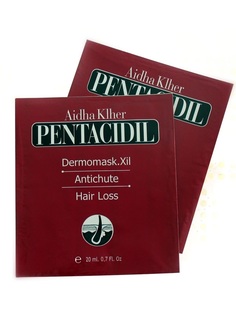 Aidha Klher
PENTACIDIL
Aidha Klher
PENTACIDIL
Dermomask.Xil
Antichute
Hair Loss
℮ 20 ml. 0.7 Fl. Oz